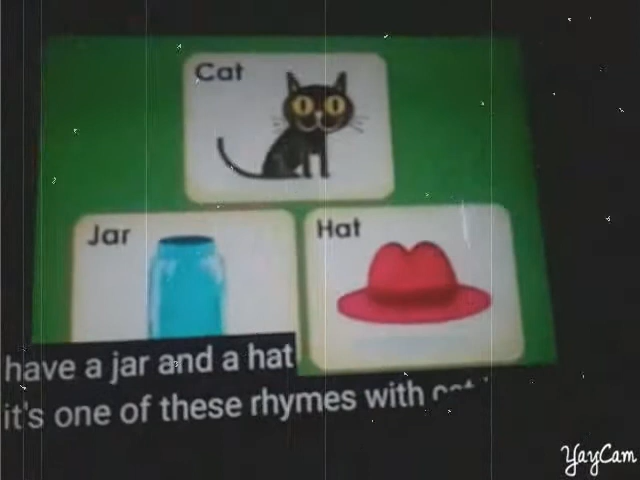 Cat
Jar
Hat
have a jar and a hat
it's one of these rhymes with
YayCam